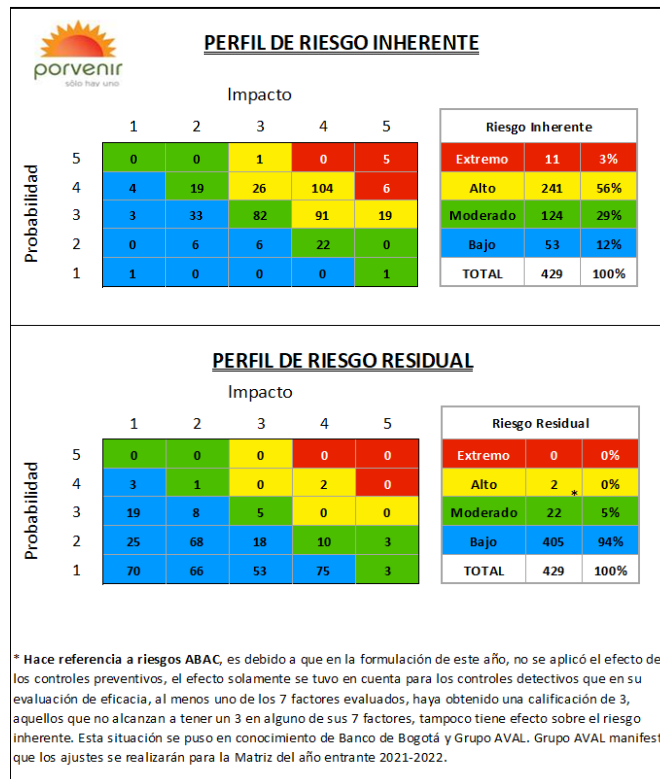 porvenir
sólo hay uno
PERFIL DE RIESGO INHERENTE
Impacto
1 2 3 4 5
Probabilidad
5 0 0 1 0 5
4 4 19 26 104 6
3 3 33 82 91 19
2 0 6 6 22 0
1 1 0 0 0 1
Riesgo Inherente
Extremo 11 3%
Alto 241 56%
Moderado 124 29%
Bajo 53 12%
TOTAL 429 100%
PERFIL DE RIESGO RESIDUAL
Impacto
1 2 3 4 5
Probabilidad
5 0 0 0 0 0
4 3 1 0 2 0
3 19 8 5 0 0
2 25 68 18 10 3
1 70 66 53 75 3
Riesgo Residual
Extremo 0 0%
Alto 2 * 0%
Moderado 22 5%
Bajo 405 94%
TOTAL 429 100%
* Hace referencia a riesgos ABAC, es debido a que en la formulación de este año, no se aplicó el efecto de
los controles preventivos, el efecto solamente se tuvo en cuenta para los controles detectivos que en su
evaluación de eficacia, al menos uno de los 7 factores evaluados, haya obtenido una calificación de 3,
aquellos que no alcanzan a tener un 3 en alguno de sus 7 factores, tampoco tiene efecto sobre el riesgo
inherente. Esta situación se puso en conocimiento de Banco de Bogotá y Grupo AVAL. Grupo AVAL manifest
que los ajustes se realizarán para la Matriz del año entrante 2021-2022.